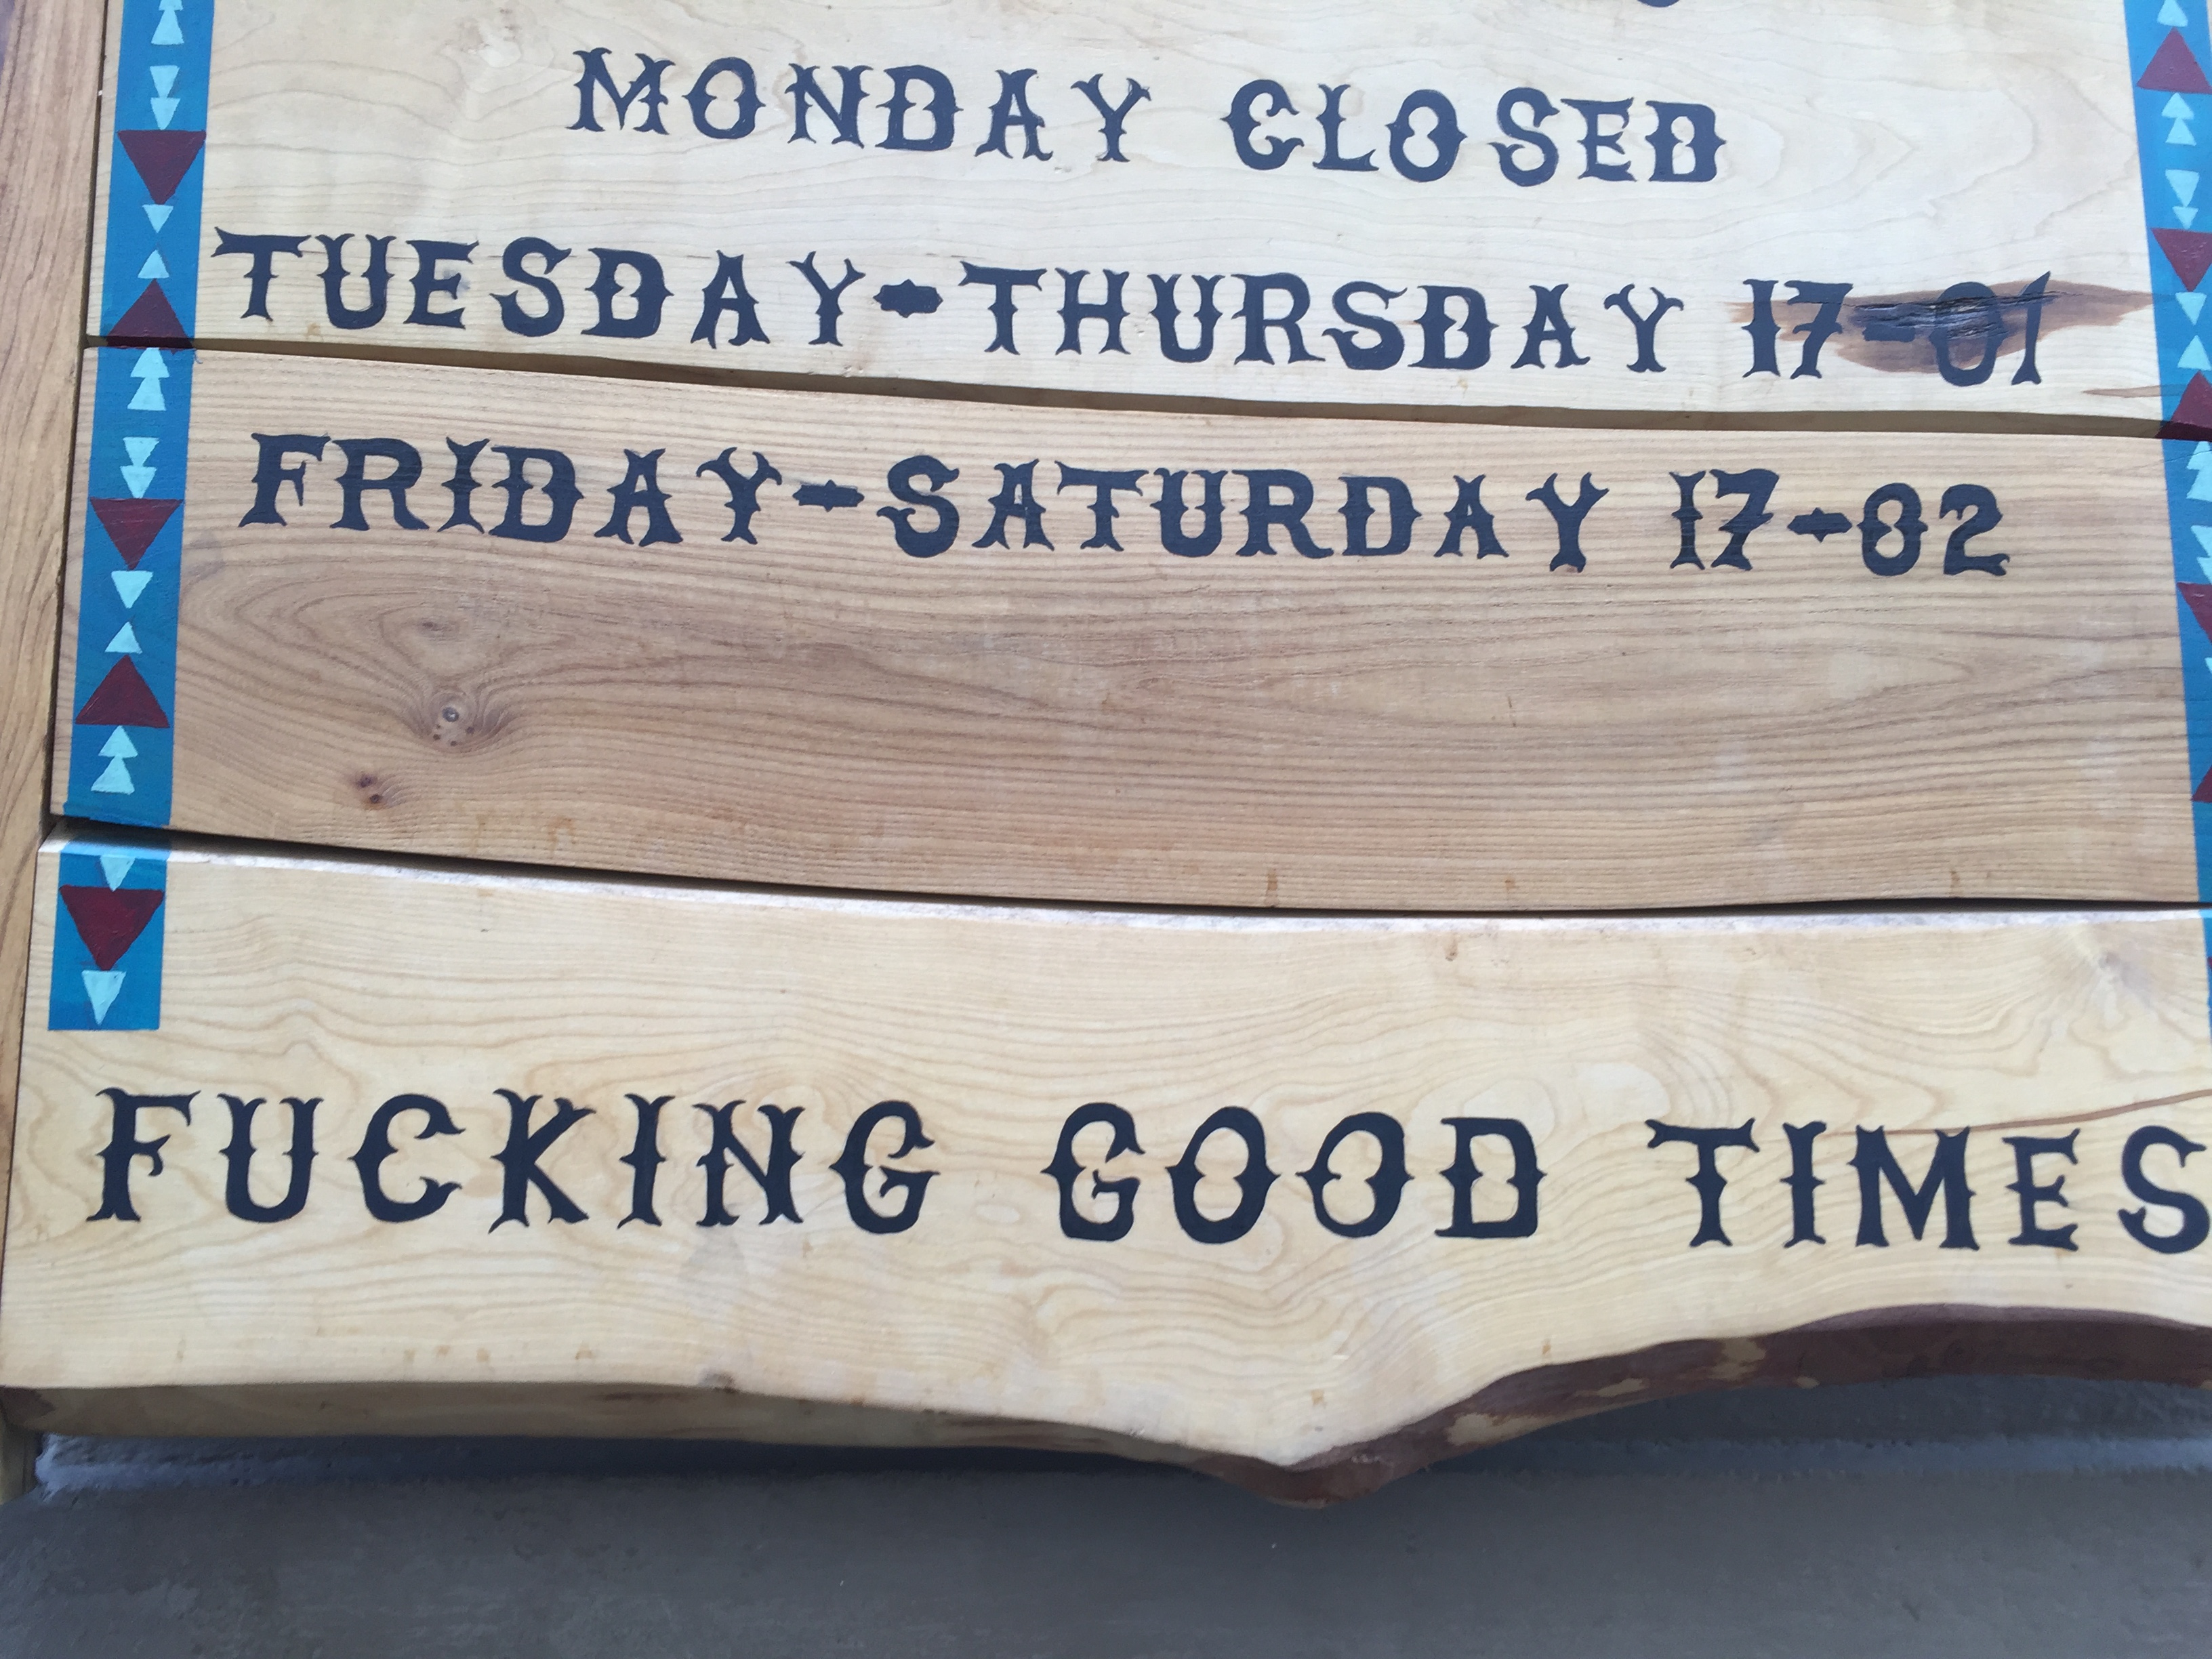 MONDAY CLOSED
TUESDAY-THURSDAY 17-01
FRIDAY-SATURDAY 17-02
FUCKING GOOD TIMES